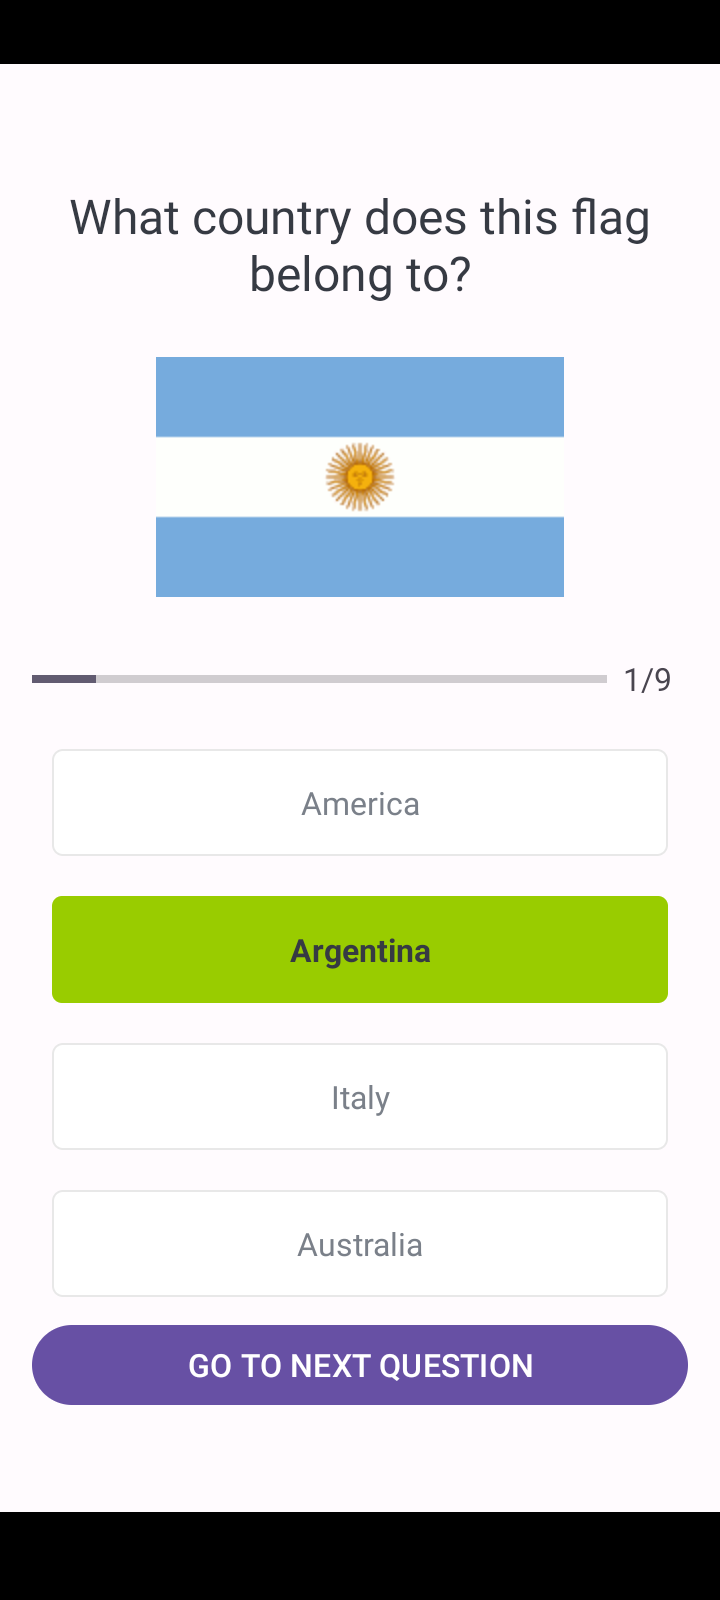 What country does this flag
belong to?
1/9
America
Argentina
Italy
Australia
GO TO NEXT QUESTION